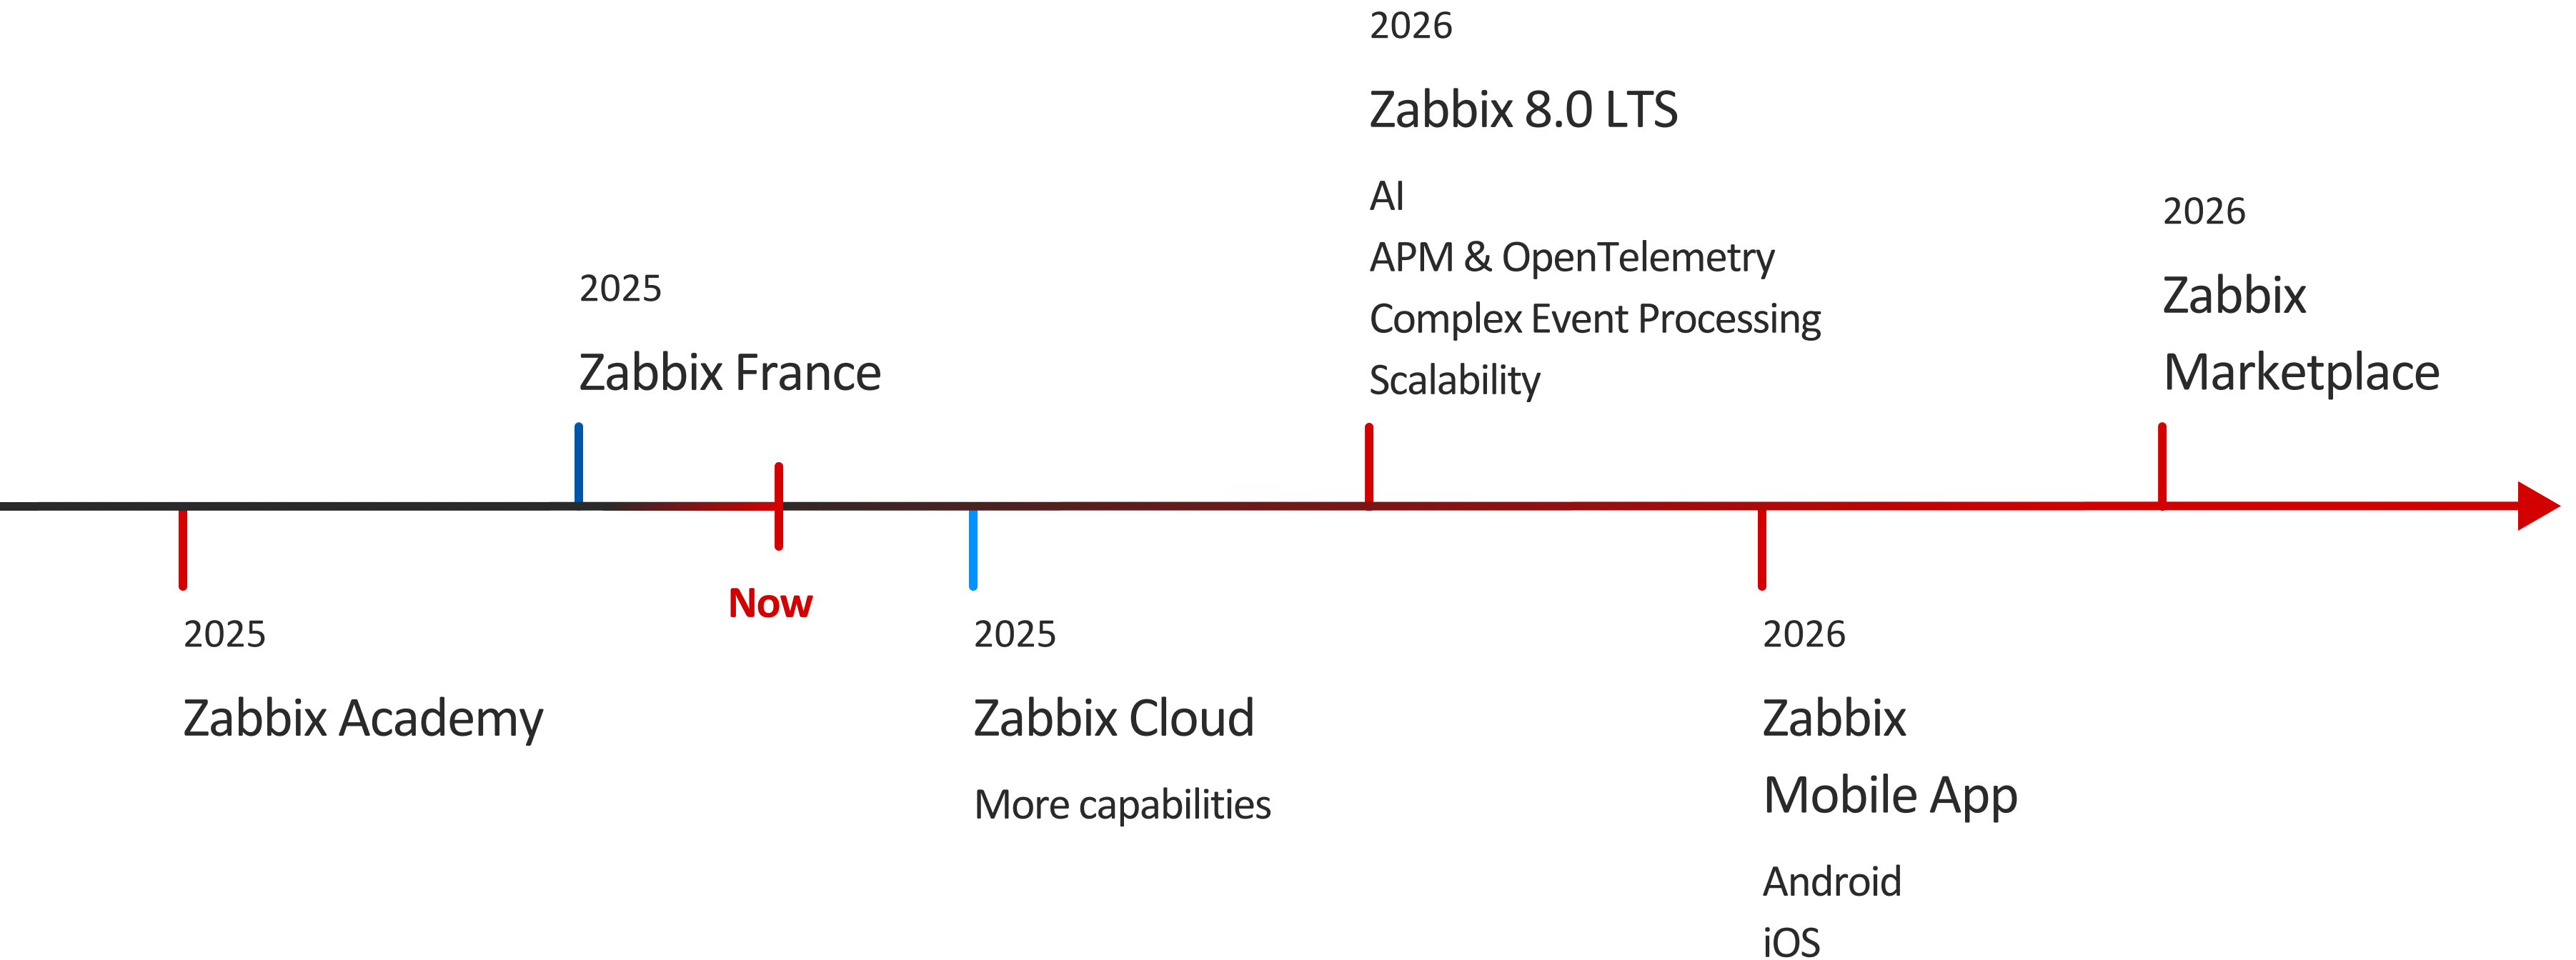 2026
Zabbix 8.0 LTS
AI
APM & OpenTelemetry
Complex Event Processing
Scalability
2026
Zabbix
Marketplace
2025
Zabbix France
Now
2025
Zabbix Academy
2025
Zabbix Cloud
More capabilities
2026
Zabbix
Mobile App
Android
iOS